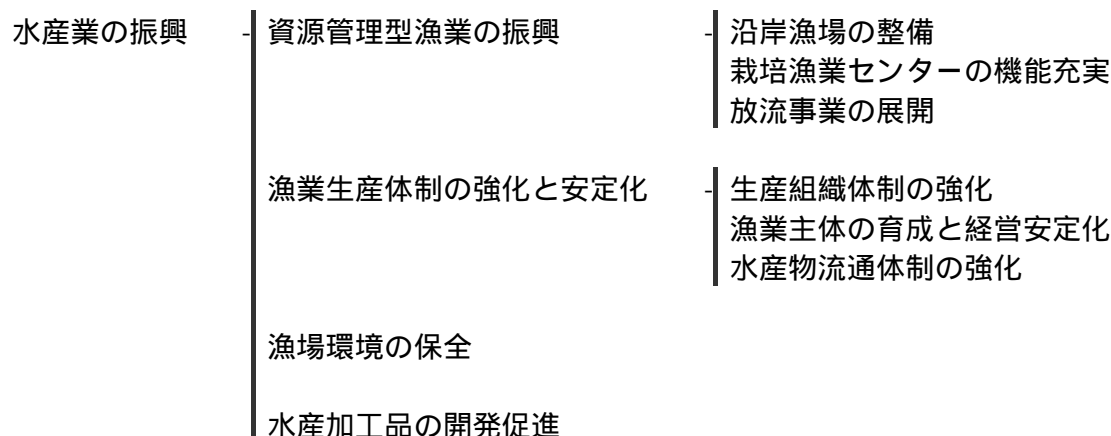 水産業の振興 - 資源管理型漁業の振興 - 沿岸漁場の整備
栽培漁業センターの機能充実
放流事業の展開
漁業生産体制の強化と安定化 - 生産組織体制の強化
漁業主体の育成と経営安定化
水産物流通体制の強化
漁場環境の保全
水産加工品の開発促進